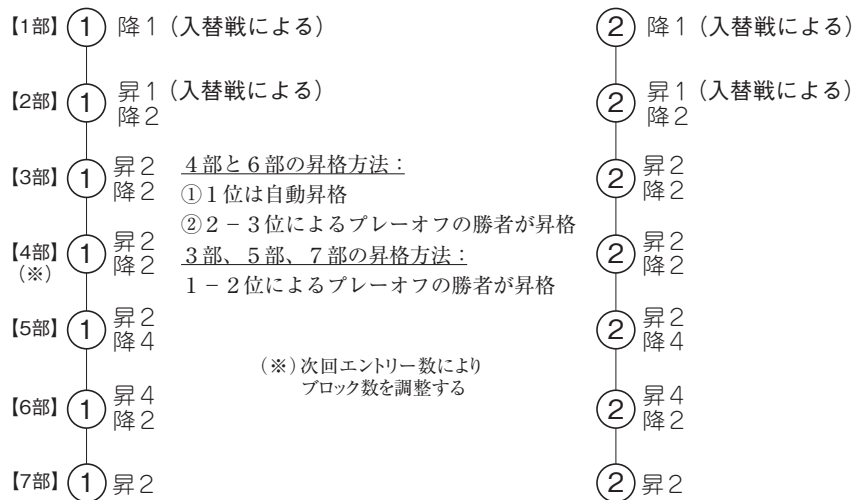 【1部】① 降1（入替戦による） ② 降1（入替戦による）
【2部】① 昇1（入替戦による） ② 昇1（入替戦による）
降2 降2
【3部】① 昇2 ② 昇2
降2 降2
４部と６部の昇格方法：
①１位は自動昇格
②２－３位によるプレーオフの勝者が昇格
【4部】① 昇2 ② 昇2
（※） 降2 降2
３部、５部、７部の昇格方法：
１－２位によるプレーオフの勝者が昇格
【5部】① 昇2 ② 昇2
降4 降4
（※）次回エントリー数により
ブロック数を調整する
【6部】① 昇4 ② 昇4
降2 降2
【7部】① 昇2 ② 昇2